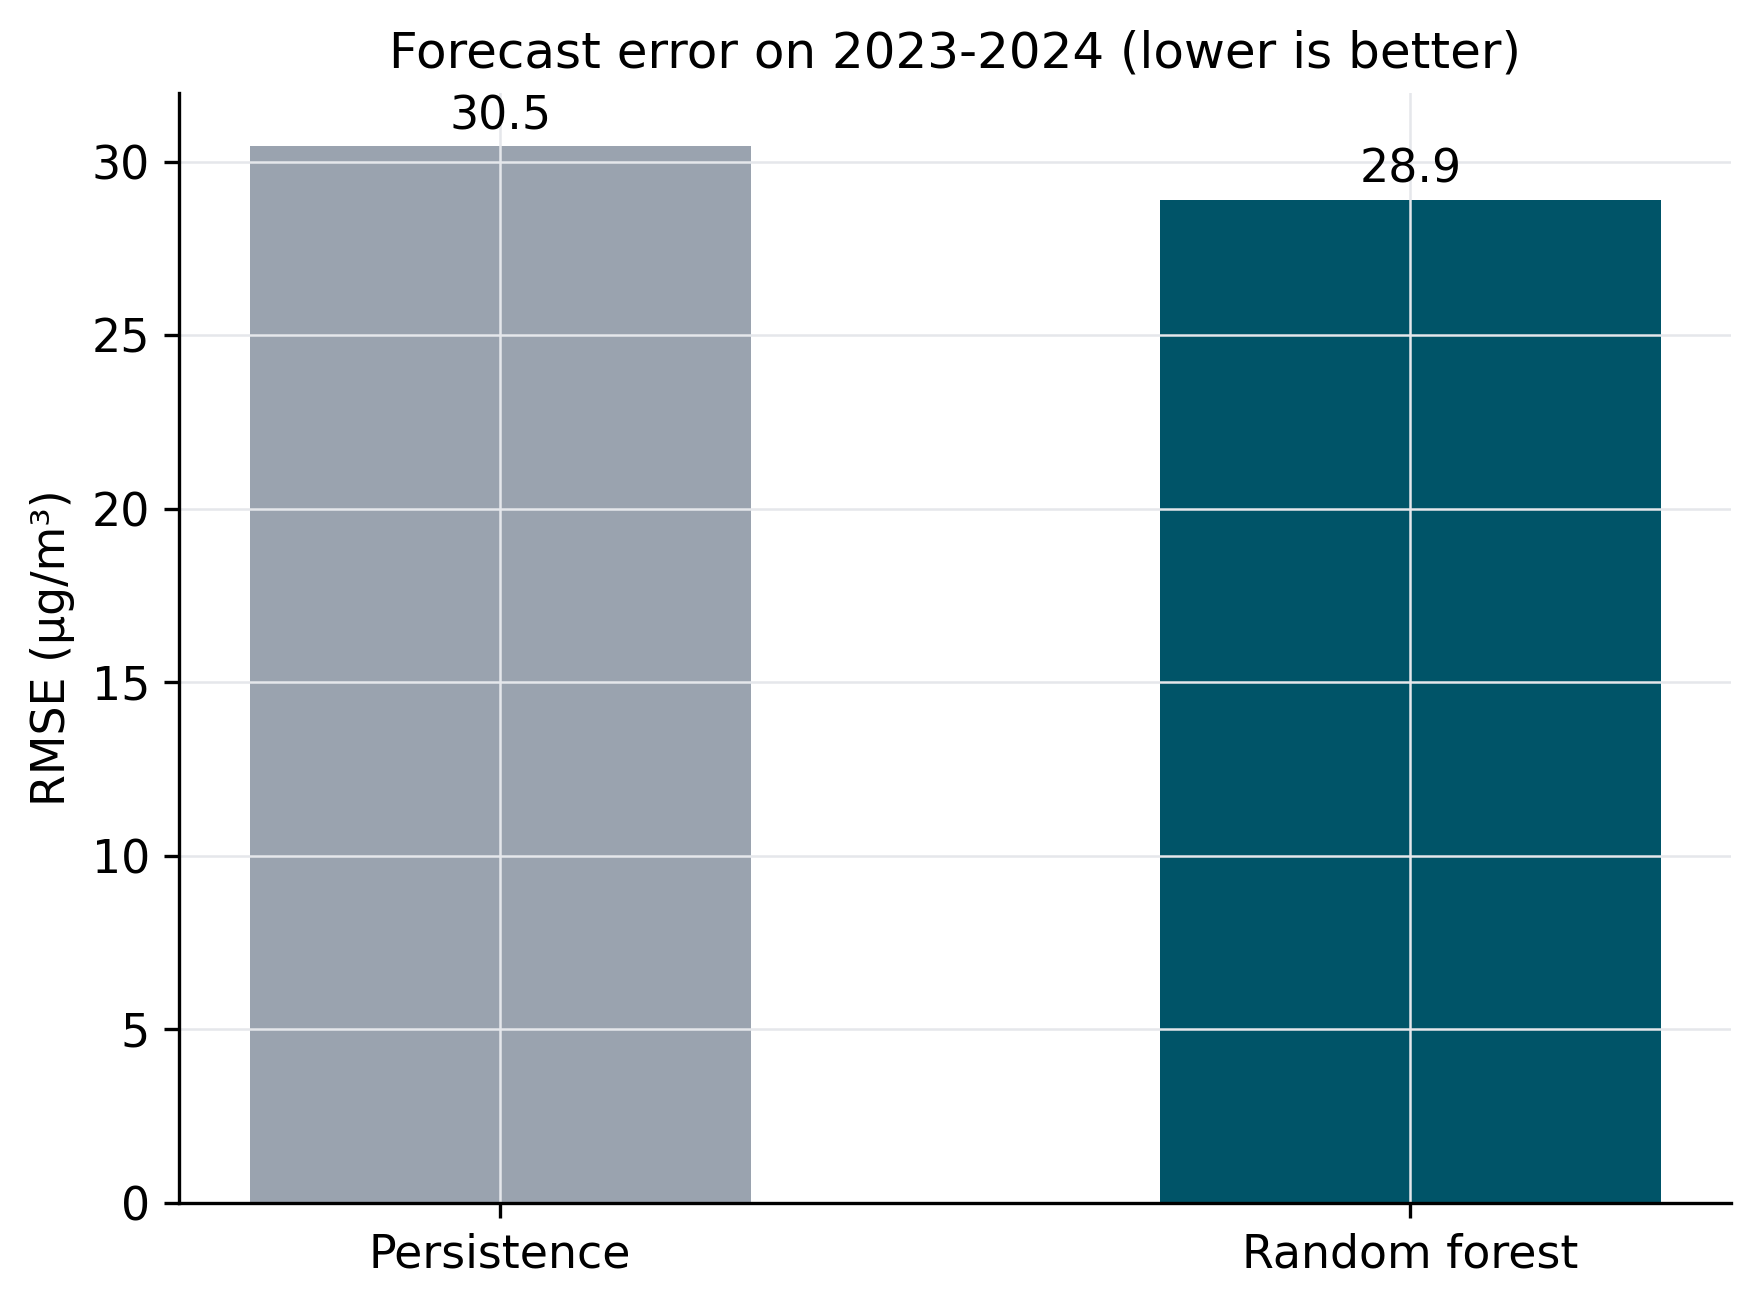 Forecast error on 2023-2024 (lower is better)
30.5
28.9
30
25
20
15
10
5
0
RMSE (µg/m³)
Persistence
Random forest